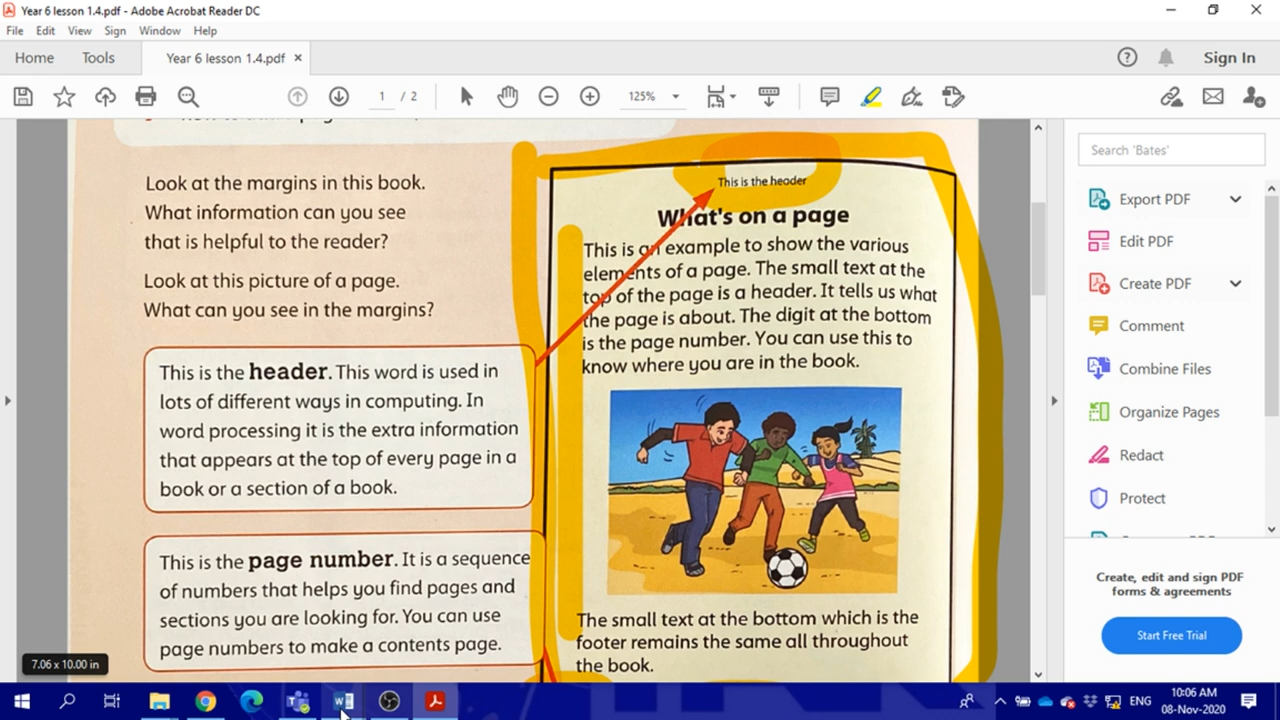 Year 6 lesson 1.4.pdf - Adobe Acrobat Reader DC
File Edit View Sign Window Help
Home Tools Year 6 lesson 1.4.pdf × Sign In
1 / 2 125%
Look at the margins in this book.
What information can you see
that is helpful to the reader?
Look at this picture of a page.
What can you see in the margins?
This is the header. This word is used in
lots of different ways in computing. In
word processing it is the extra information
that appears at the top of every page in a
book or a section of a book.
This is the page number. It is a sequence
of numbers that helps you find pages and
sections you are looking for. You can use
page numbers to make a contents page.
7.06 x 10.00 in
This is the header
What's on a page
This is an example to show the various
elements of a page. The small text at the
top of the page is a header. It tells us what
the page is about. The digit at the bottom
is the page number. You can use this to
know where you are in the book.
The small text at the bottom which is the
footer remains the same all throughout
the book.
Search 'Bates'
Export PDF
Edit PDF
Create PDF
Comment
Combine Files
Organize Pages
Redact
Protect
Create, edit and sign PDF
forms & agreements
Start Free Trial
ENG
10:06 AM
08-Nov-2020